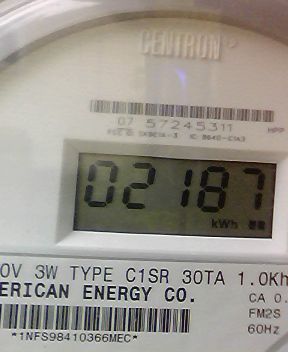 CENTRON®
07 57245311 HPP
02187
kWh
0V 3W TYPE C1SR 30TA 1.0Kh
ERICAN ENERGY CO. CA 0.
FM2S
*1NFS98410366MEC* 60Hz